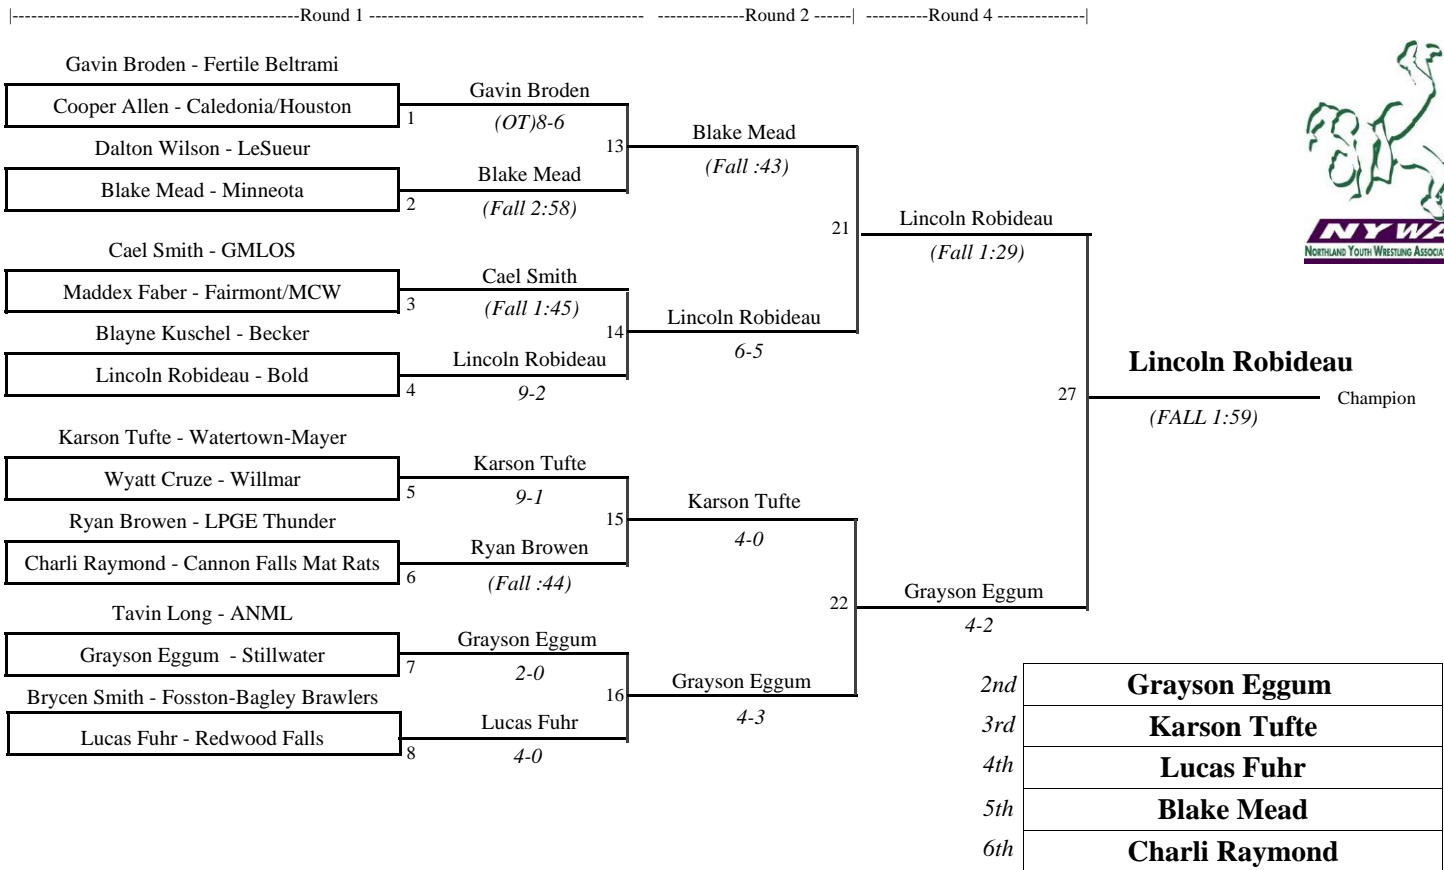 |---------------------------------------------Round 1 ------------------------------------------- --------------Round 2 ------| ----------Round 4 --------------|
Gavin Broden - Fertile Beltrami
Cooper Allen - Caledonia/Houston
1
Gavin Broden
(OT)8-6
Dalton Wilson - LeSueur
Blake Mead - Minneota
2
Blake Mead
(Fall 2:58)
13
Blake Mead
(Fall :43)
Cael Smith - GMLOS
Maddex Faber - Fairmont/MCW
3
Cael Smith
(Fall 1:45)
Blayne Kuschel - Becker
Lincoln Robideau - Bold
4
Lincoln Robideau
9-2
14
Lincoln Robideau
6-5
21
Lincoln Robideau
(Fall 1:29)
Karson Tufte - Watertown-Mayer
Wyatt Cruze - Willmar
5
Karson Tufte
9-1
Ryan Browen - LPGE Thunder
Charli Raymond - Cannon Falls Mat Rats
6
Ryan Browen
(Fall :44)
15
Karson Tufte
4-0
Tavin Long - ANML
Grayson Eggum  - Stillwater
7
Grayson Eggum
2-0
Brycen Smith - Fosston-Bagley Brawlers
Lucas Fuhr - Redwood Falls
8
Lucas Fuhr
4-0
16
Grayson Eggum
4-3
22
Grayson Eggum
4-2
27
Lincoln Robideau
Champion
(FALL 1:59)
NYWA
NORTHLAND YOUTH WRESTLING ASSOCIAT
2nd Grayson Eggum
3rd Karson Tufte
4th Lucas Fuhr
5th Blake Mead
6th Charli Raymond